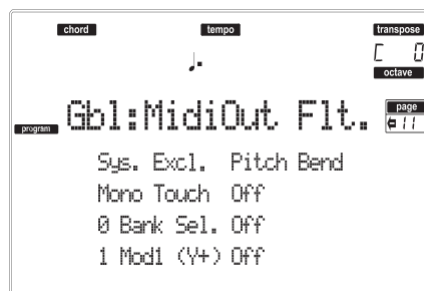 chord tempo transpose
C 0
octave
program Gbl:MidiOut Flt. page
11
Sys. Excl. Pitch Bend
Mono Touch Off
0 Bank Sel. Off
1 Mod1 (Y+) Off